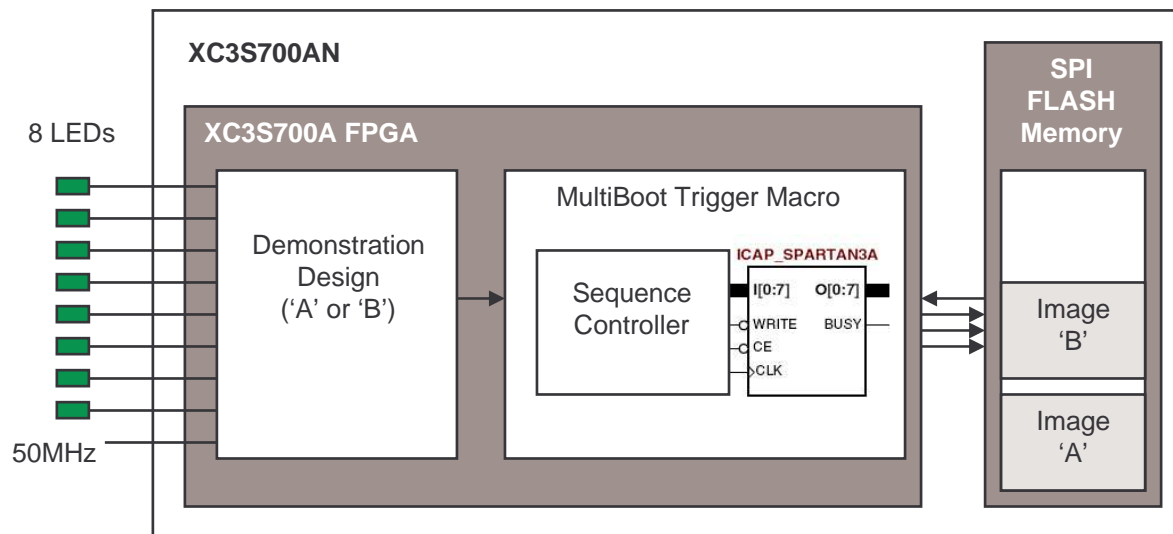 XC3S700AN
SPI
FLASH
Memory
8 LEDs
XC3S700A FPGA
MultiBoot Trigger Macro
Demonstration
Design
(‘A’ or ‘B’)
Sequence
Controller
ICAP_SPARTAN3A
I[0:7] O[0:7]
WRITE BUSY
CE
CLK
Image
‘B’
Image
‘A’
50MHz